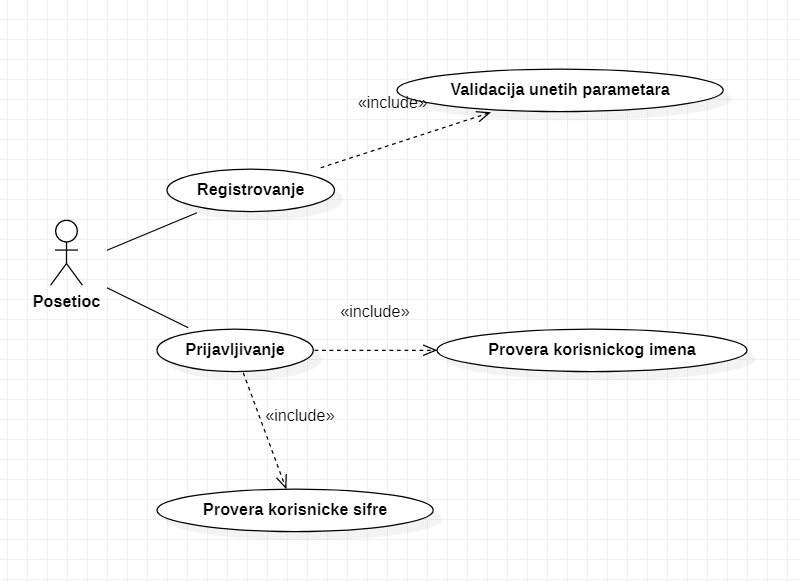 Validacija unetih parametara
«include»
Registrovanje
Posetioc
«include»
Prijavljivanje
Provera korisnickog imena
«include»
Provera korisnicke sifre